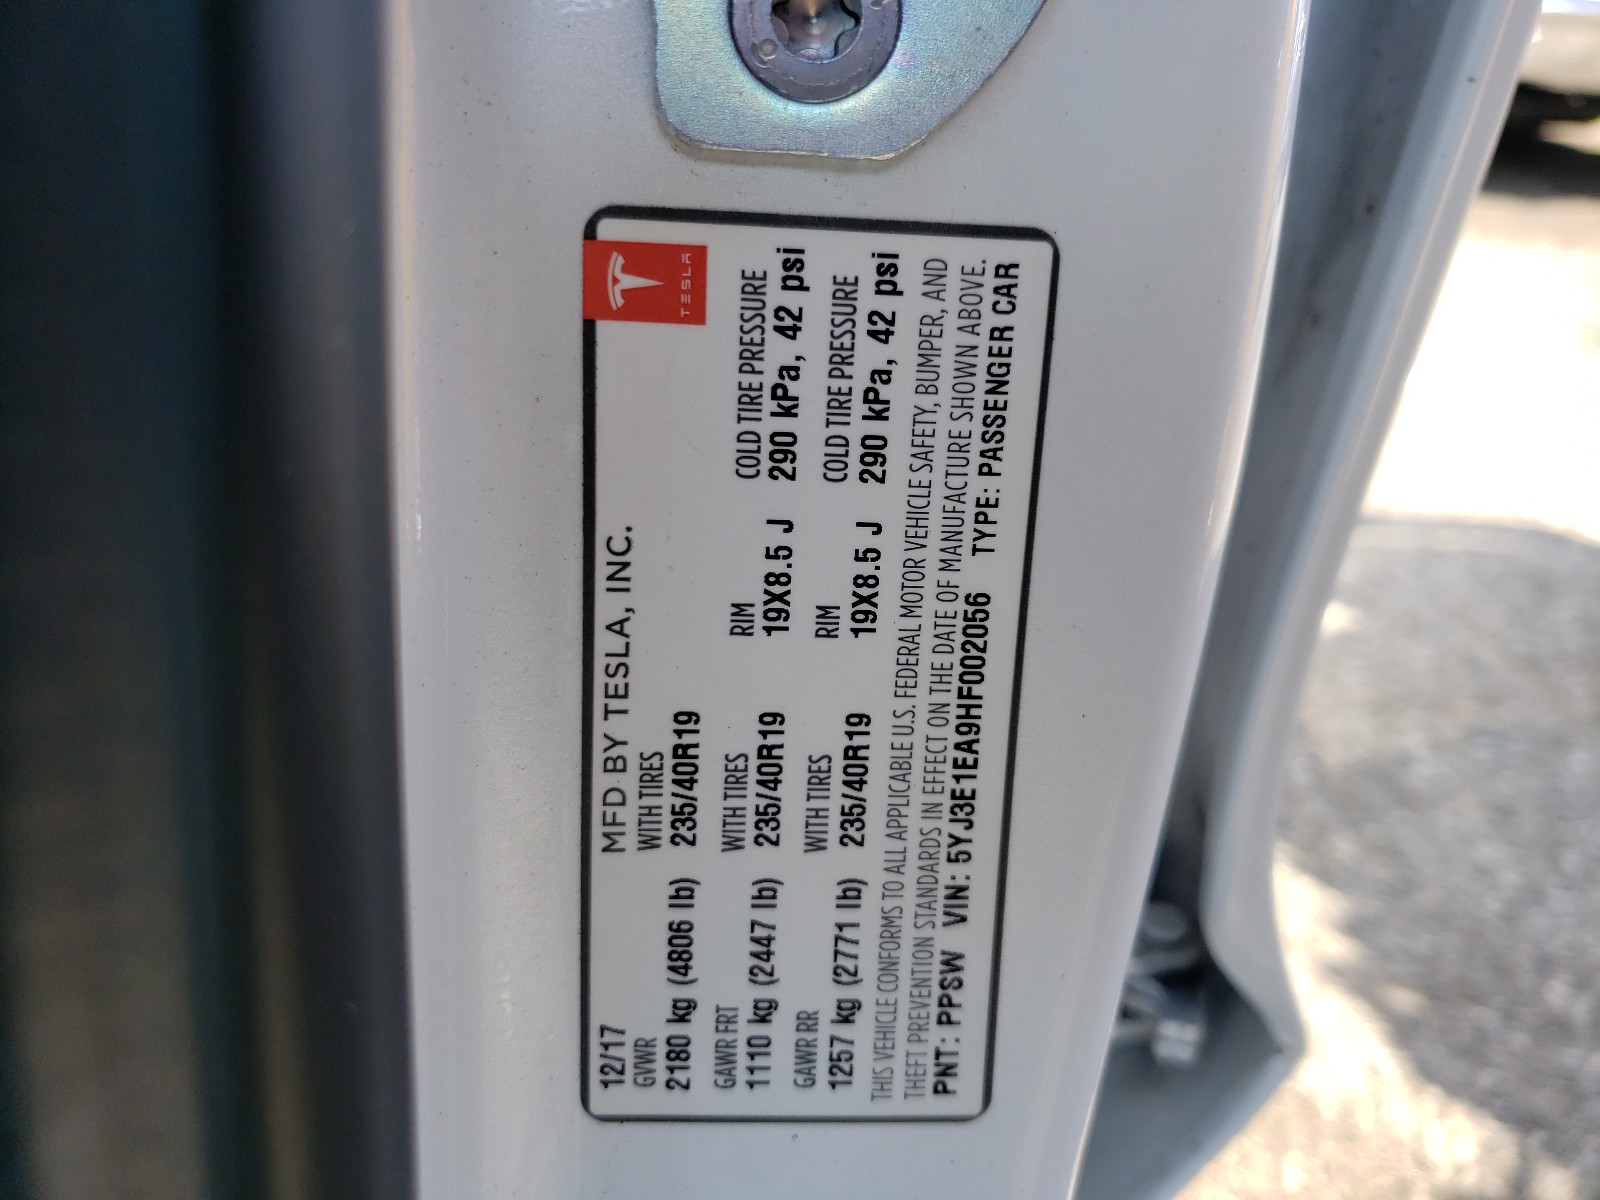 TESLA
12/17 MFD BY TESLA, INC.
GVWR WITH TIRES
2180 kg (4806 lb) 235/40R19
GAWR FRT WITH TIRES RIM COLD TIRE PRESSURE
1110 kg (2447 lb) 235/40R19 19X8.5 J 290 kPa, 42 psi
GAWR RR WITH TIRES RIM COLD TIRE PRESSURE
1257 kg (2771 lb) 235/40R19 19X8.5 J 290 kPa, 42 psi
THIS VEHICLE CONFORMS TO ALL APPLICABLE U.S. FEDERAL MOTOR VEHICLE SAFETY, BUMPER, AND
THEFT PREVENTION STANDARDS IN EFFECT ON THE DATE OF MANUFACTURE SHOWN ABOVE.
PNT: PPSW VIN: 5YJ3E1EA9HF002056 TYPE: PASSENGER CAR